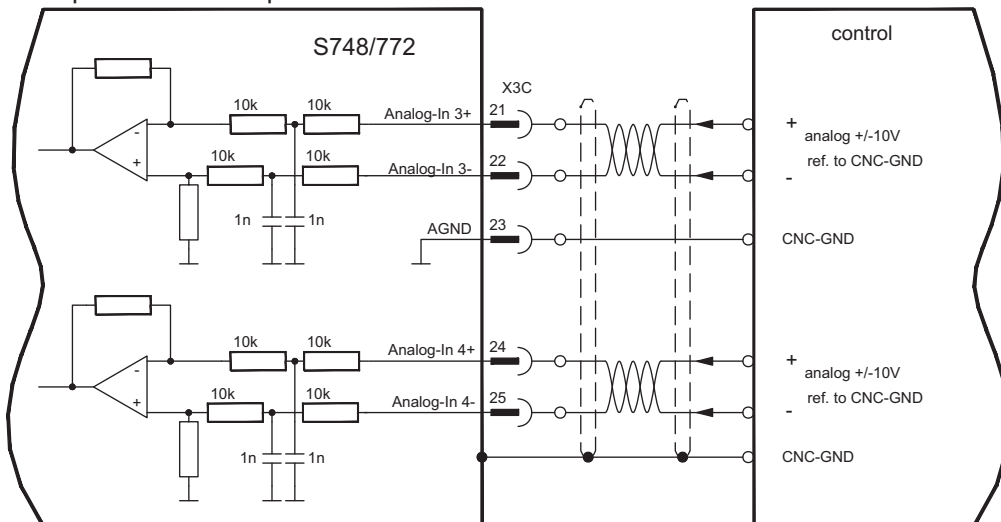 S748/772
control
X3C
10k
10k
Analog-In 3+
21
+
analog +/-10V
ref. to CNC-GND
-
-
+
10k
10k
Analog-In 3-
22
1n
1n
AGND
23
CNC-GND
10k
10k
Analog-In 4+
24
+
analog +/-10V
ref. to CNC-GND
-
-
+
10k
10k
Analog-In 4-
25
1n
1n
CNC-GND